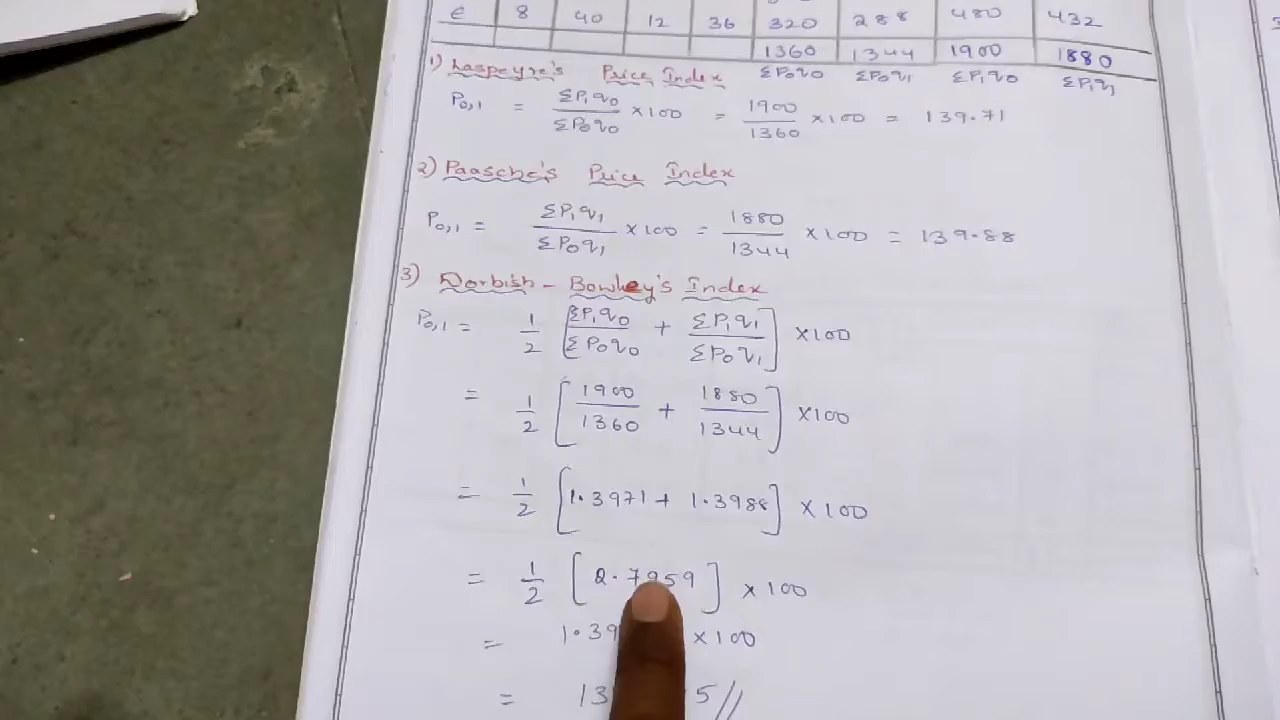 e 8 40 12 36 320 288 480 432
1360 1344 1900 1880
ΣP₀q₀ ΣP₀q₁ ΣP₁q₀ ΣP₁q₁
1) Laspeyre's Price Index
P₀,₁ = ΣP₁q₀/ΣP₀q₀ ×100 = 1900/1360 ×100 = 139.71
2) Paasche's Price Index
P₀,₁ = ΣP₁q₁/ΣP₀q₁ ×100 = 1880/1344 ×100 = 139.88
3) Dorbish - Bowley's Index
P₀,₁ = 1/2 [ΣP₁q₀/ΣP₀q₀ + ΣP₁q₁/ΣP₀q₁] ×100
= 1/2 [1900/1360 + 1880/1344] ×100
= 1/2 [1.3971 + 1.3988] ×100
= 1/2 [2.7959] ×100
= 1.39 ×100
= 13 5//